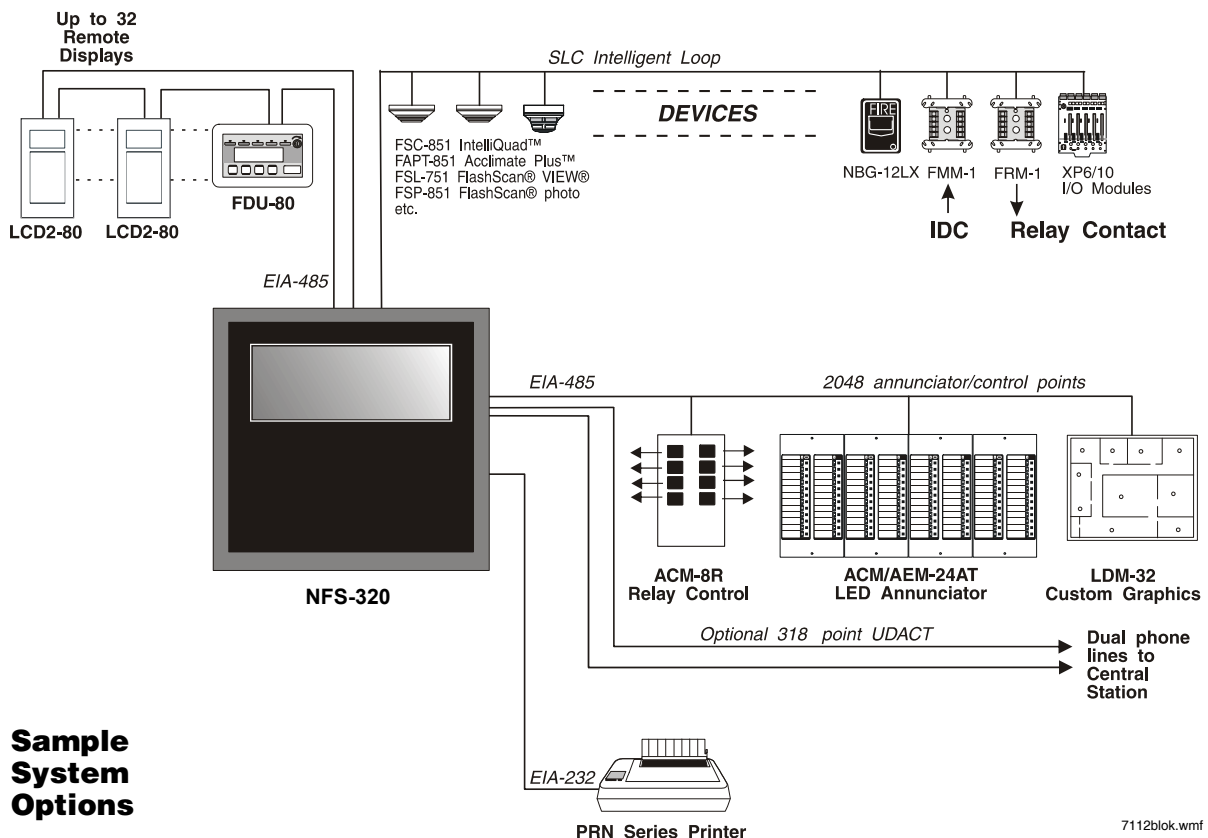 Up to 32
Remote
Displays
SLC Intelligent Loop
DEVICES
FIRE
FSC-851 IntelliQuad™
FAPT-851 Acclimate Plus™
FSL-751 FlashScan® VIEW®
FSP-851 FlashScan® photo
etc.
NBG-12LX
FMM-1
FRM-1
XP6/10
I/O Modules
IDC
Relay Contact
LCD2-80
LCD2-80
FDU-80
EIA-485
EIA-485
2048 annunciator/control points
NFS-320
ACM-8R
Relay Control
ACM/AEM-24AT
LED Annunciator
LDM-32
Custom Graphics
Optional 318 point UDACT
Dual phone
lines to
Central
Station
Sample
System
Options
EIA-232
PRN Series Printer
7112blok.wmf